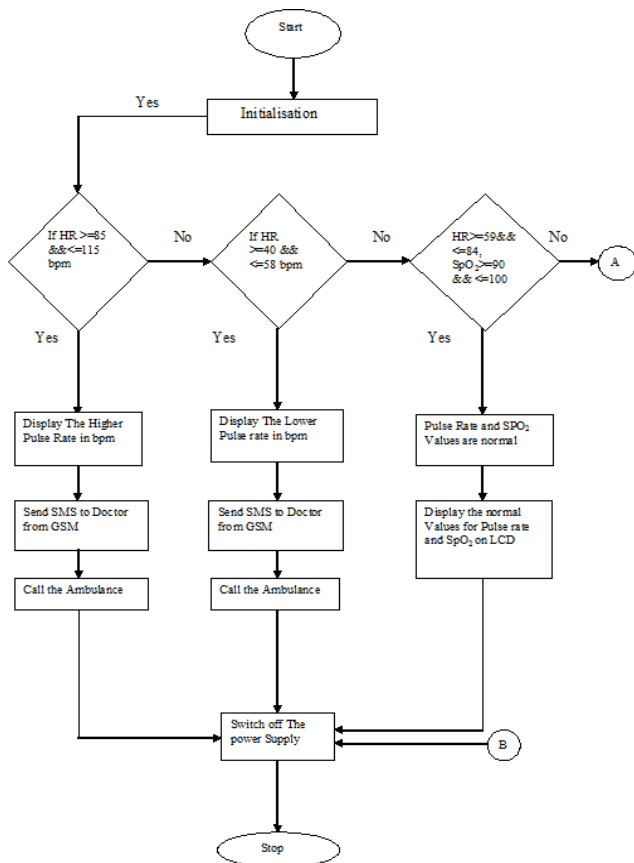 Start
Yes
Initialisation
If HR >=85
&&<=115
bpm
No
If HR
>=40 &&
<=58 bpm
No
HR>=59&&
<=84,
SpO₂>=90
&& <=100
No
A
Yes
Yes
Yes
Display The Higher
Pulse Rate in bpm
Display The Lower
Pulse rate in bpm
Pulse Rate and SPO₂
Values are normal
Send SMS to Doctor
from GSM
Send SMS to Doctor
from GSM
Display the normal
Values for Pulse rate
and SpO₂ on LCD
Call the Ambulance
Call the Ambulance
Switch off The
power Supply
B
Stop